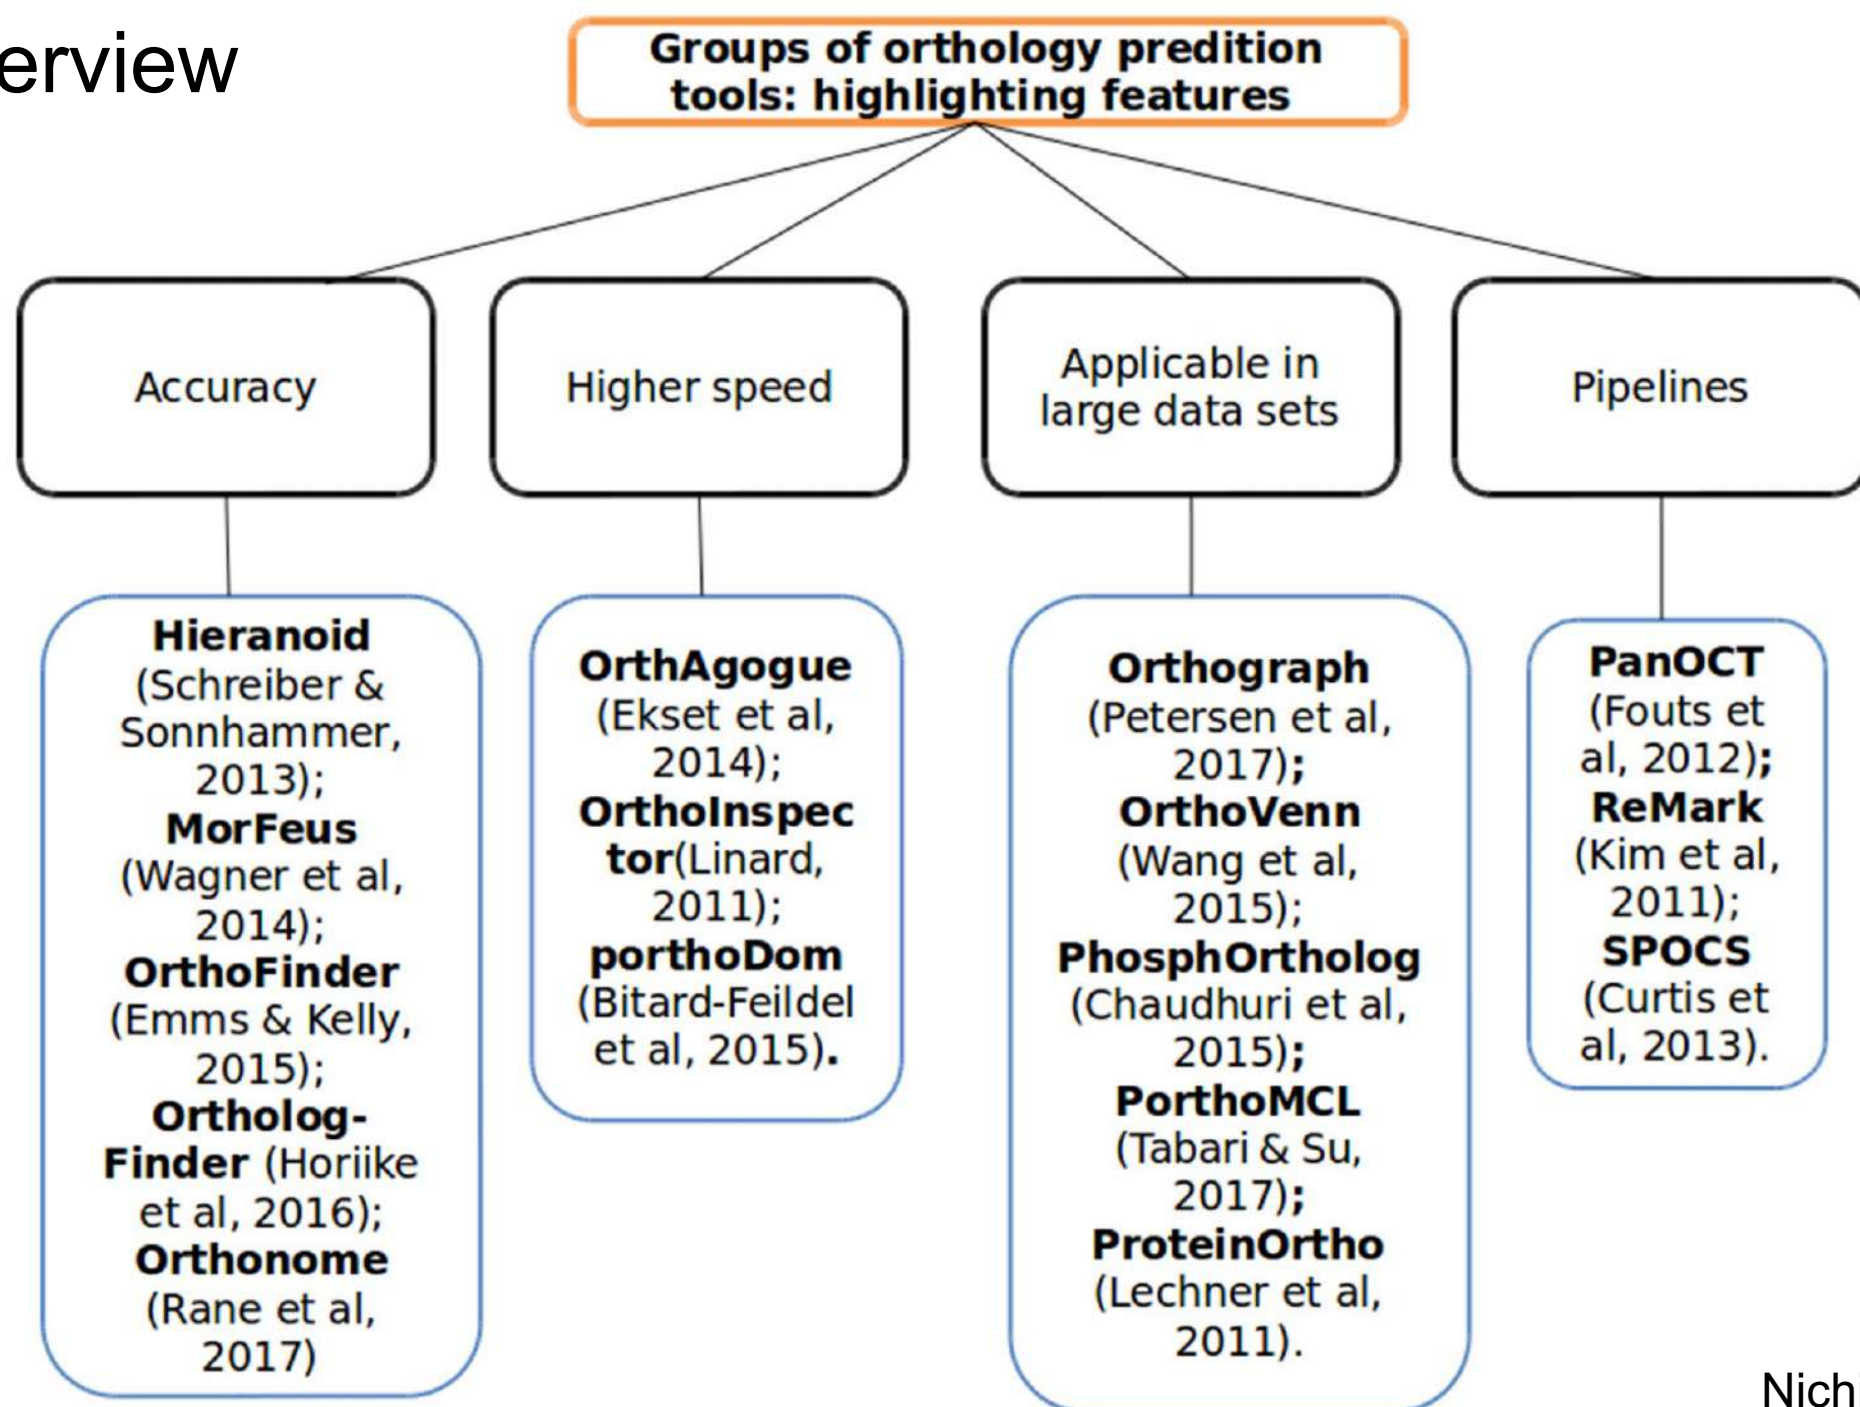 erview
Groups of orthology predition
tools: highlighting features
Accuracy
Higher speed
Applicable in
large data sets
Pipelines
Hieranoid
(Schreiber &
Sonnhammer,
2013);
MorFeus
(Wagner et al,
2014);
OrthoFinder
(Emms & Kelly,
2015);
Ortholog-
Finder (Horiike
et al, 2016);
Orthonome
(Rane et al,
2017)
OrthAgogue
(Ekset et al,
2014);
OrthoInspec
tor(Linard,
2011);
porthoDom
(Bitard-Feildel
et al, 2015).
Orthograph
(Petersen et al,
2017);
OrthoVenn
(Wang et al,
2015);
PhosphOrtholog
(Chaudhuri et al,
2015);
PorthoMCL
(Tabari & Su,
2017);
ProteinOrtho
(Lechner et al,
2011).
PanOCT
(Fouts et
al, 2012);
ReMark
(Kim et al,
2011);
SPOCS
(Curtis et
al, 2013).
Nich